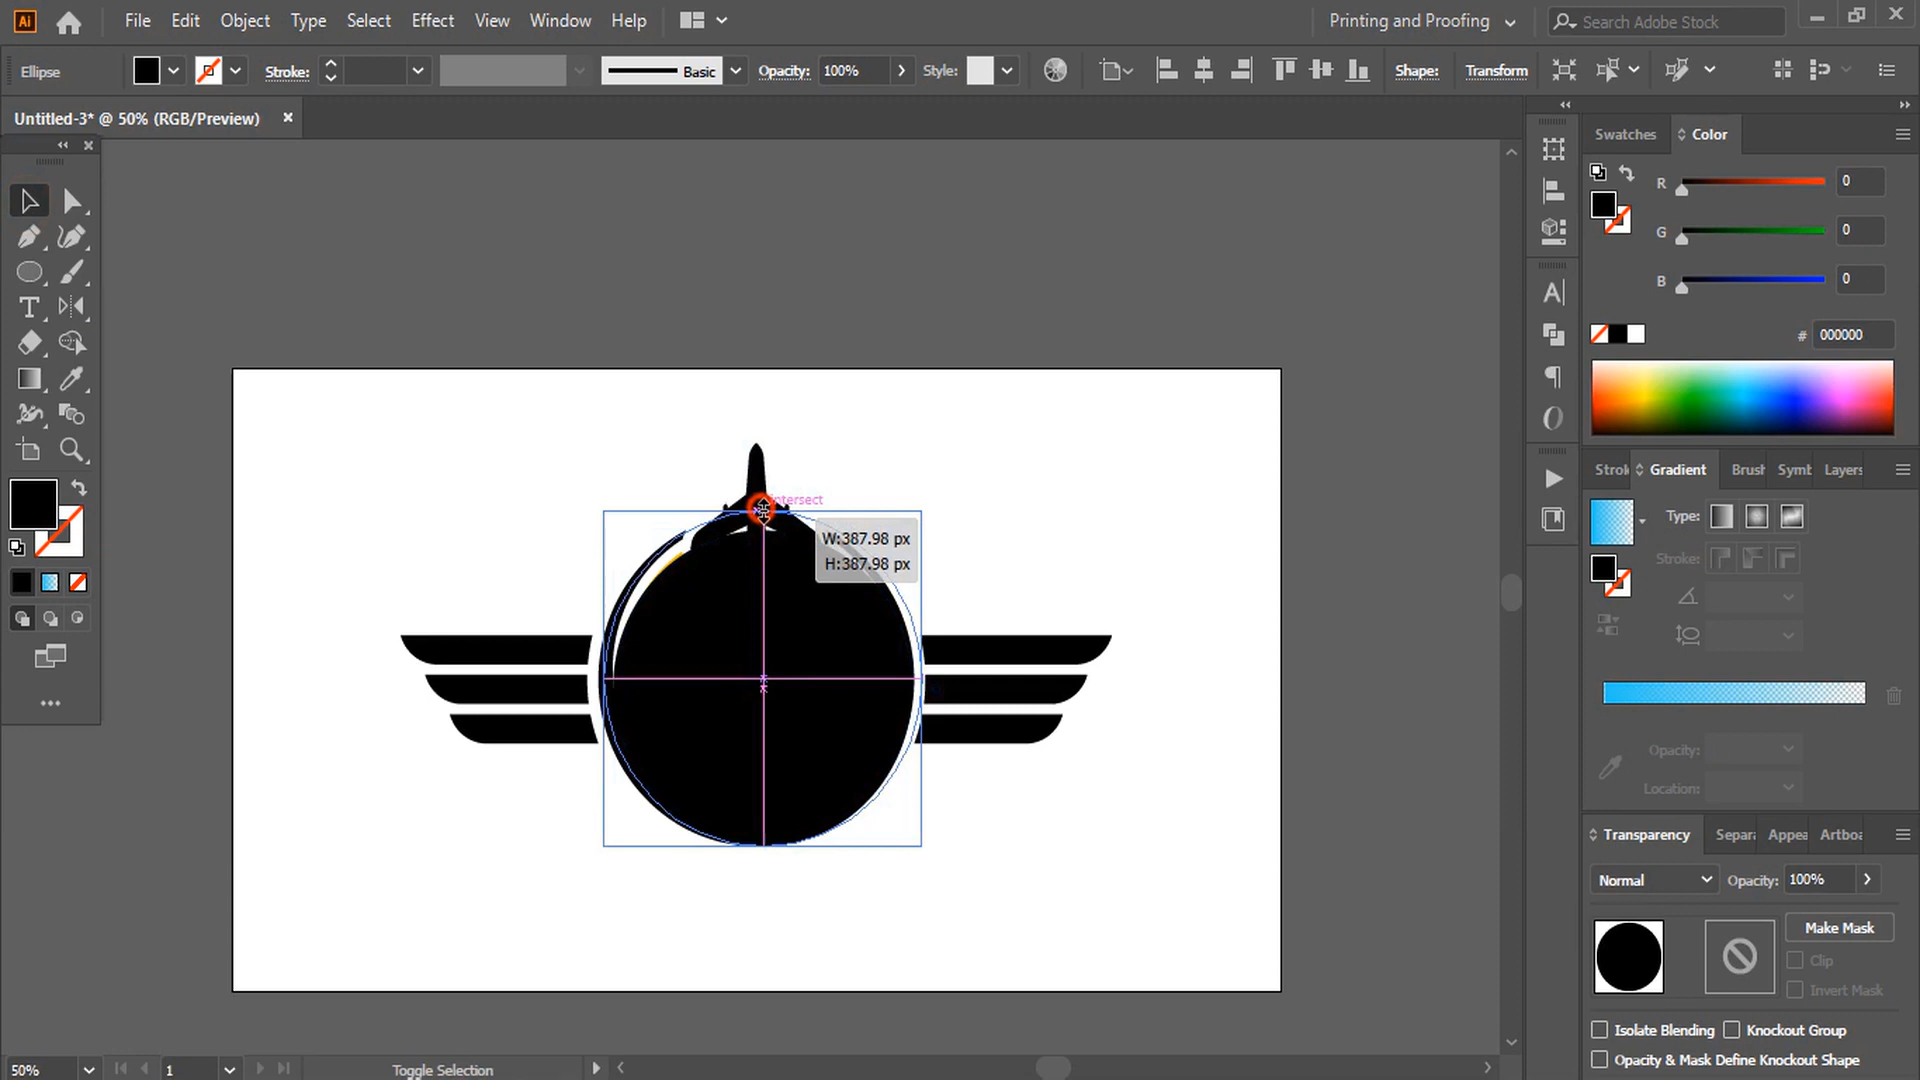 Ai File Edit Object Type Select Effect View Window Help Printing and Proofing Search Adobe Stock
Ellipse Stroke: Basic Opacity: 100% Style: Shape: Transform
Untitled-3* @ 50% (RGB/Preview)
Swatches Color
R 0
G 0
B 0
# 000000
Strok Gradient Brush Symb Layers
Type:
Stroke:
Opacity:
Location:
intersect
W:387.98 px
H:387.98 px
Transparency Separa Appea Artboa
Normal Opacity: 100%
Make Mask
Clip
Invert Mask
Isolate Blending Knockout Group
Opacity & Mask Define Knockout Shape
50% 1 Toggle Selection